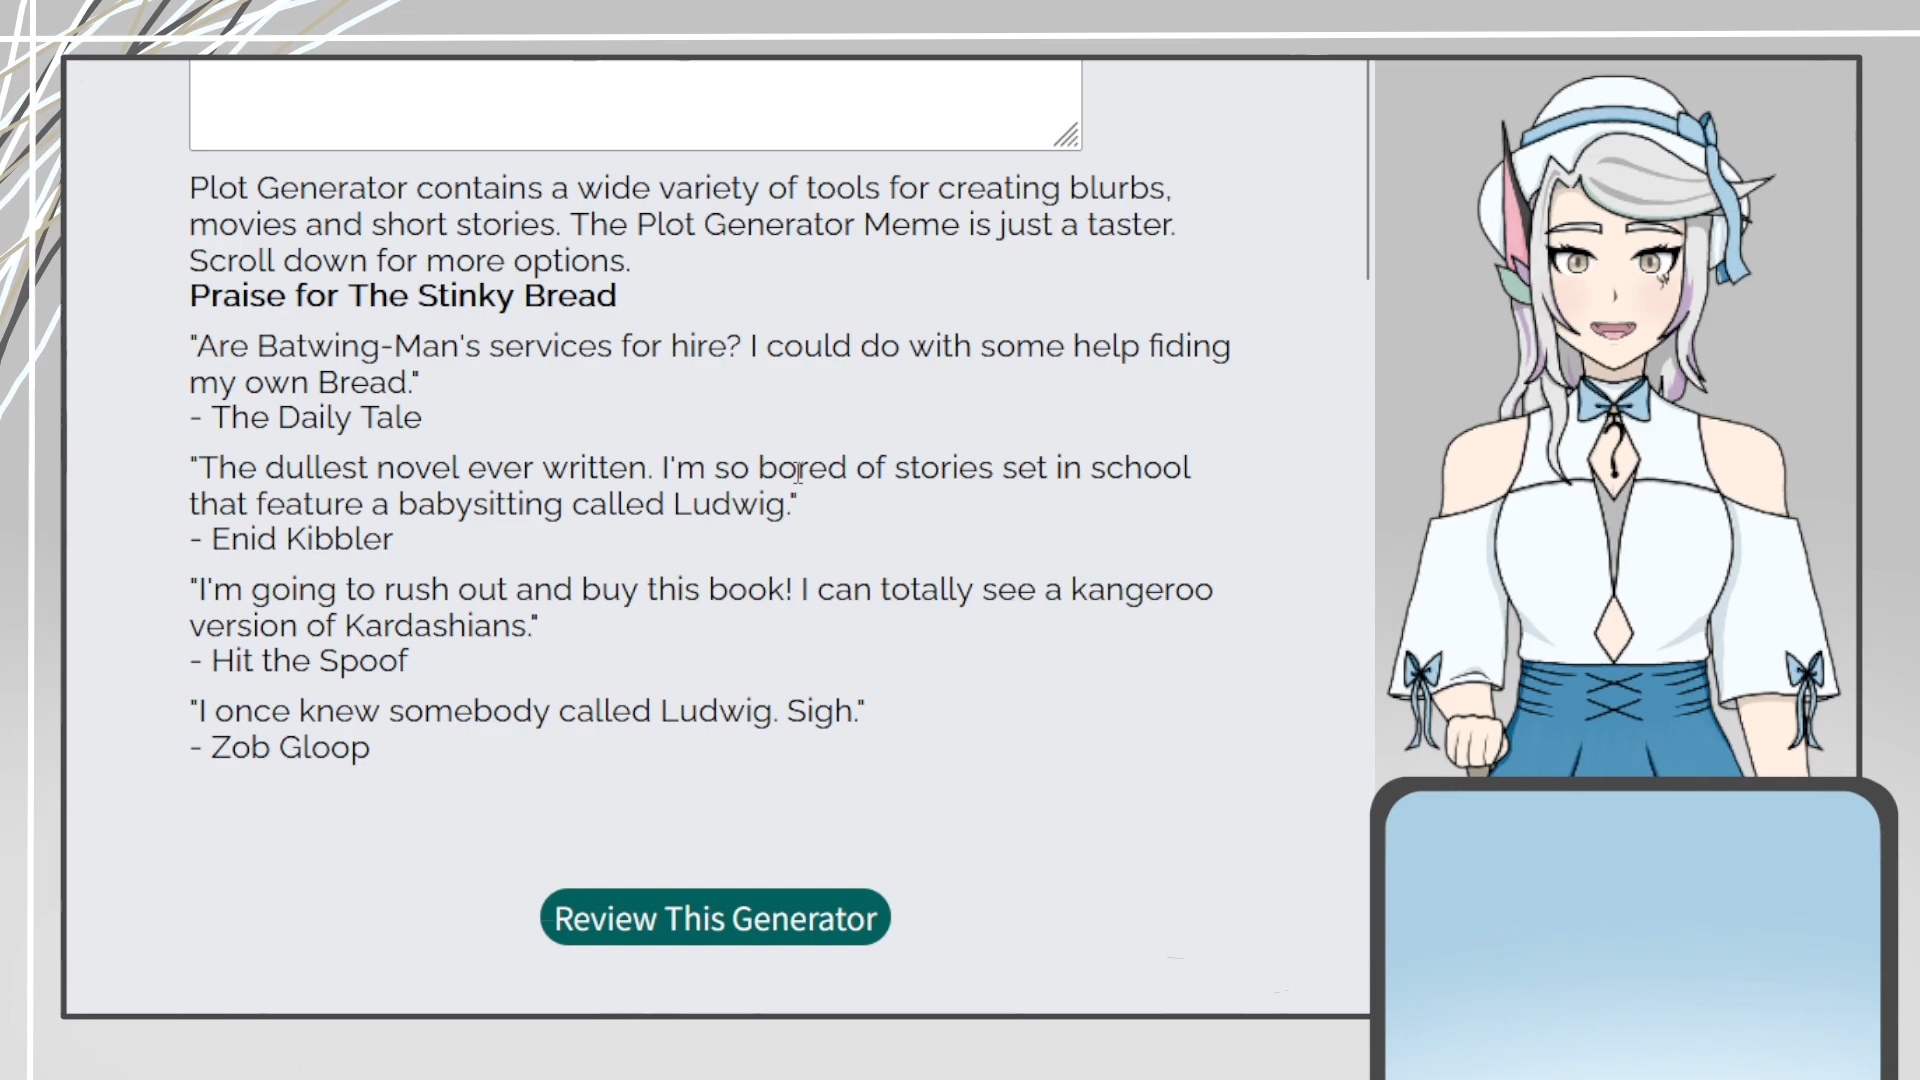 Plot Generator contains a wide variety of tools for creating blurbs,
movies and short stories. The Plot Generator Meme is just a taster.
Scroll down for more options.
Praise for The Stinky Bread
"Are Batwing-Man's services for hire? I could do with some help fiding
my own Bread."
- The Daily Tale
"The dullest novel ever written. I'm so bored of stories set in school
that feature a babysitting called Ludwig."
- Enid Kibbler
"I'm going to rush out and buy this book! I can totally see a kangeroo
version of Kardashians."
- Hit the Spoof
"I once knew somebody called Ludwig. Sigh."
- Zob Gloop
Review This Generator
?